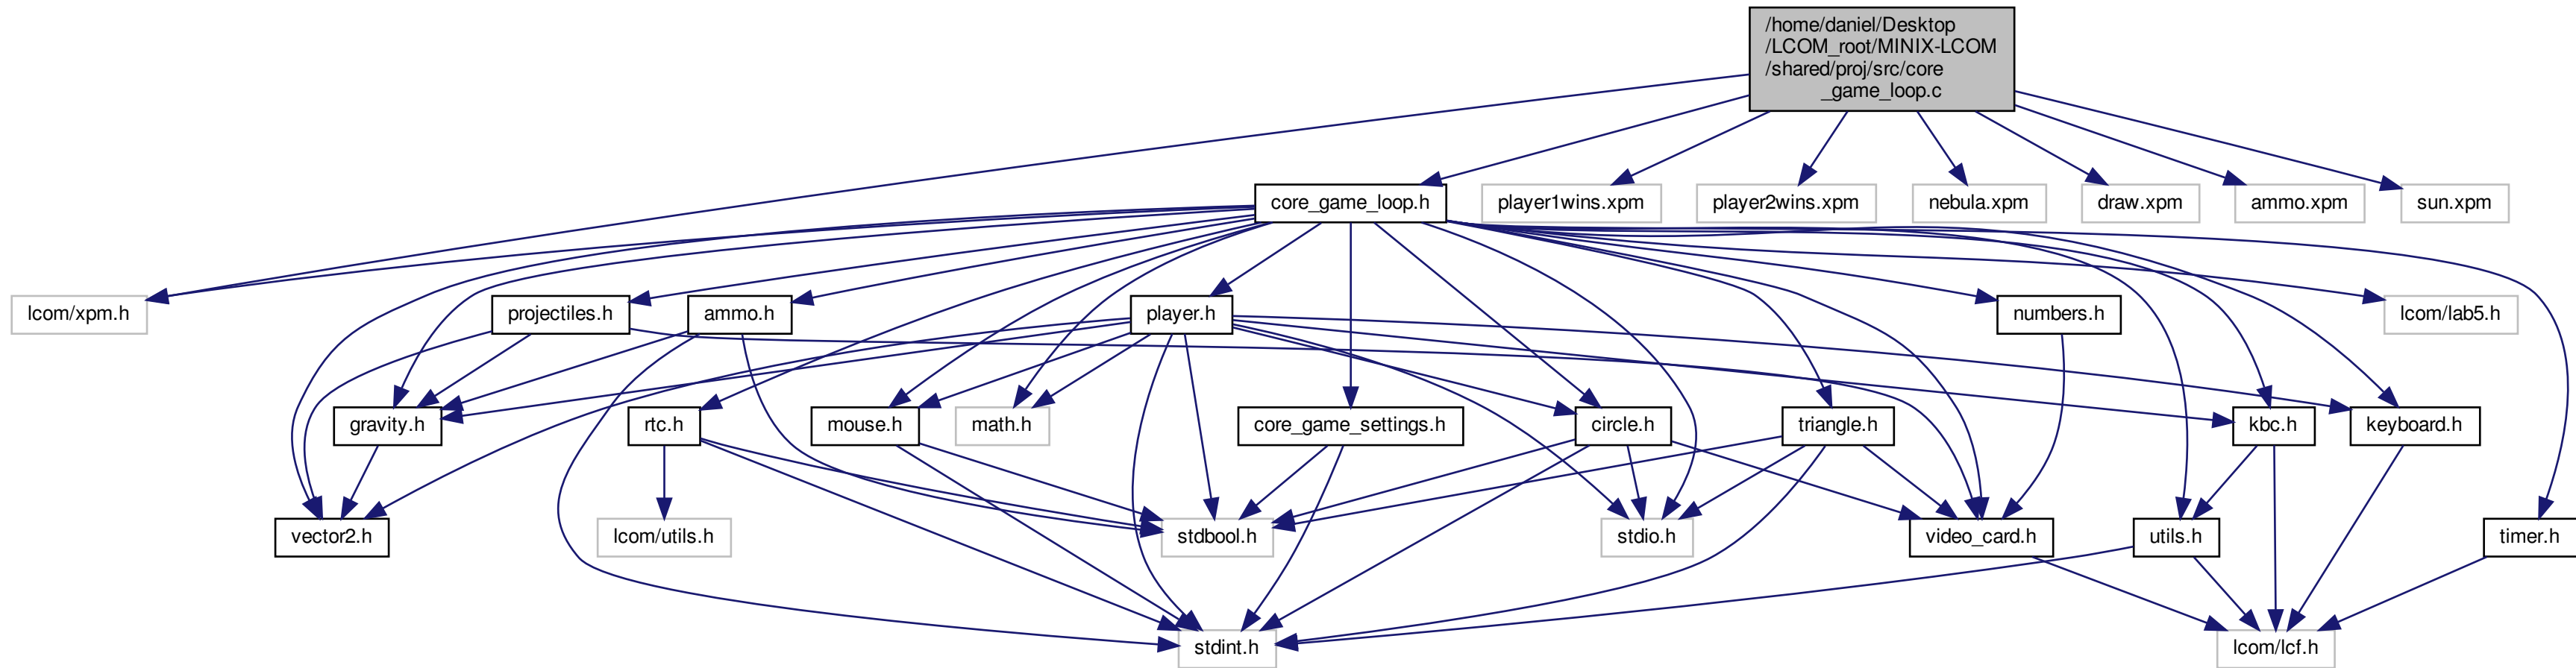 /home/daniel/Desktop
/LCOM_root/MINIX-LCOM
/shared/proj/src/core
_game_loop.c
core_game_loop.h
player1wins.xpm
player2wins.xpm
nebula.xpm
draw.xpm
ammo.xpm
sun.xpm
lcom/xpm.h
projectiles.h
ammo.h
player.h
numbers.h
lcom/lab5.h
gravity.h
rtc.h
mouse.h
math.h
core_game_settings.h
circle.h
triangle.h
kbc.h
keyboard.h
vector2.h
lcom/utils.h
stdbool.h
stdio.h
video_card.h
utils.h
timer.h
stdint.h
lcom/lcf.h